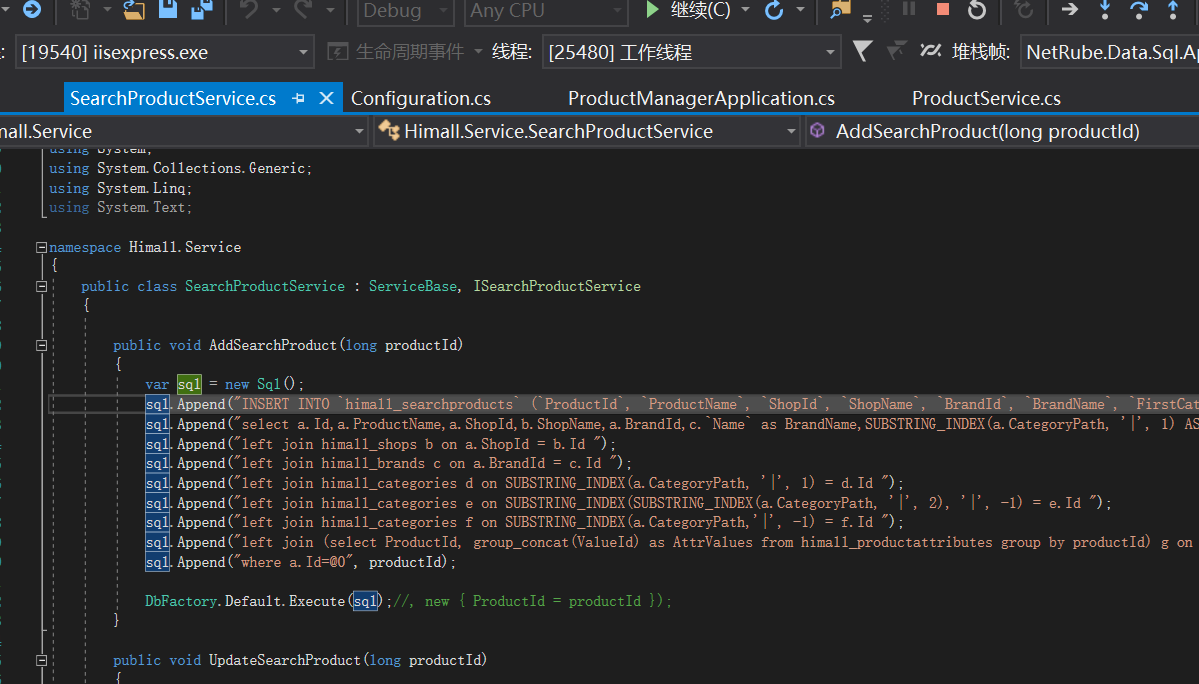 Debug Any CPU 继续(C)
[19540] iisexpress.exe 生命周期事件 线程: [25480] 工作线程 堆栈帧: NetRube.Data.Sql.Ap
SearchProductService.cs Configuration.cs ProductManagerApplication.cs ProductService.cs
mall.Service Himall.Service.SearchProductService AddSearchProduct(long productId)
using System;
using System.Collections.Generic;
using System.Linq;
using System.Text;
namespace Himall.Service
{
public class SearchProductService : ServiceBase, ISearchProductService
{
public void AddSearchProduct(long productId)
{
var sql = new Sql();
sql.Append("INSERT INTO `himall_searchproducts` (`ProductId`, `ProductName`, `ShopId`, `ShopName`, `BrandId`, `BrandName`, `FirstCat
sql.Append("select a.Id,a.ProductName,a.ShopId,b.ShopName,a.BrandId,c.`Name` as BrandName,SUBSTRING_INDEX(a.CategoryPath, '|', 1) AS
sql.Append("left join himall_shops b on a.ShopId = b.Id ");
sql.Append("left join himall_brands c on a.BrandId = c.Id ");
sql.Append("left join himall_categories d on SUBSTRING_INDEX(a.CategoryPath, '|', 1) = d.Id ");
sql.Append("left join himall_categories e on SUBSTRING_INDEX(SUBSTRING_INDEX(a.CategoryPath, '|', 2), '|', -1) = e.Id ");
sql.Append("left join himall_categories f on SUBSTRING_INDEX(a.CategoryPath,'|', -1) = f.Id ");
sql.Append("left join (select ProductId, group_concat(ValueId) as AttrValues from himall_productattributes group by productId) g on
sql.Append("where a.Id=@0", productId);
DbFactory.Default.Execute(sql);//, new { ProductId = productId });
}
public void UpdateSearchProduct(long productId)
{